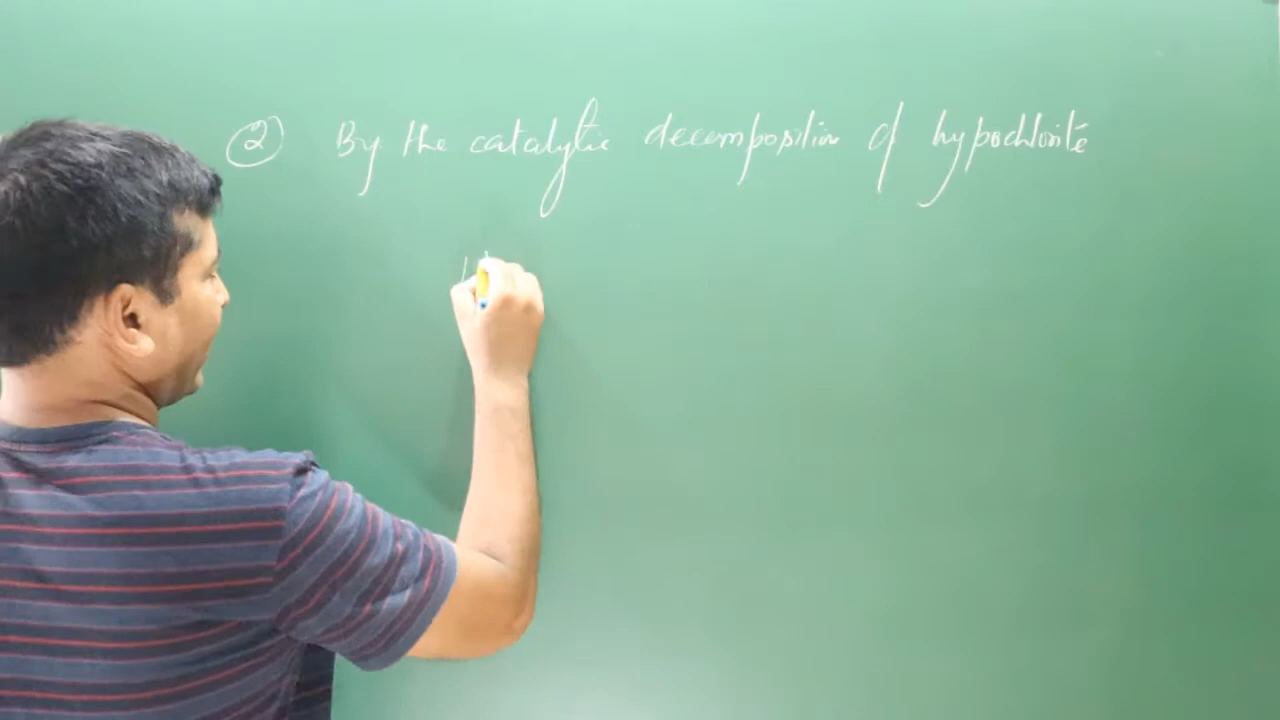 ② By the catalytic decomposition of hypochlorite